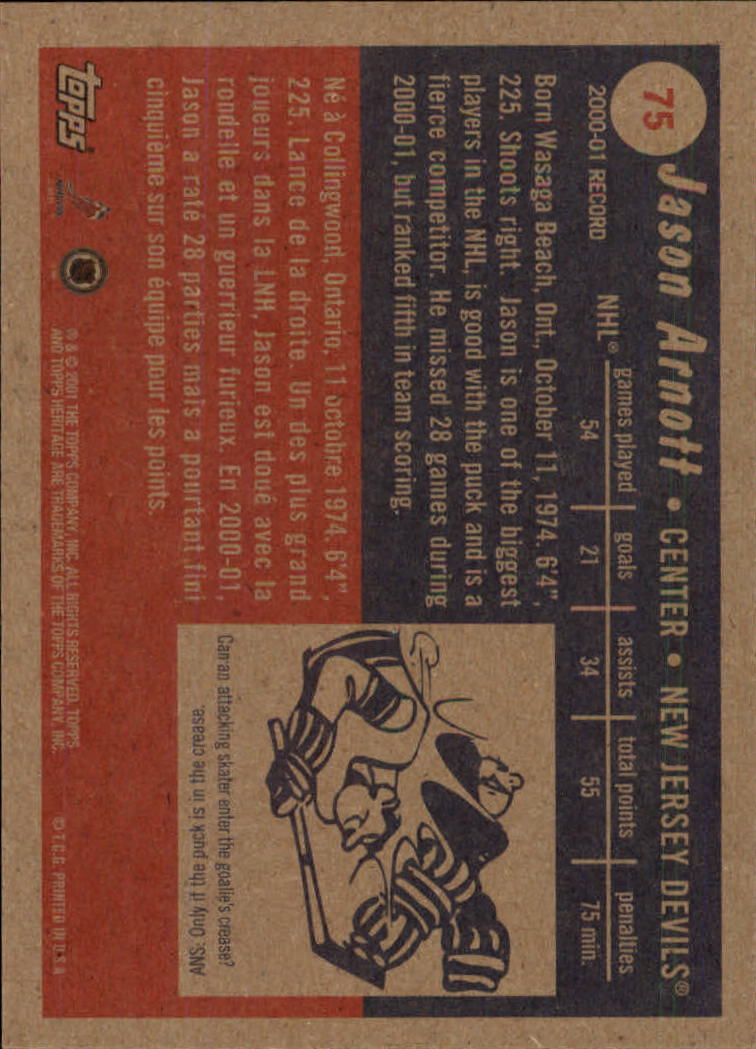 75
Jason Arnott • CENTER • NEW JERSEY DEVILS®
games played goals assists total points penalties
2000-01 RECORD NHL® 54 21 34 55 75 min.
Born Wasaga Beach, Ont., October 11, 1974. 6'4",
225. Shoots right. Jason is one of the biggest
players in the NHL, is good with the puck and is a
fierce competitor. He missed 28 games during
2000-01, but ranked fifth in team scoring.
Né à Collingwood, Ontario, 11 octobre 1974. 6'4",
225. Lance de la droite. Un des plus grand
joueurs dans la LNH, Jason est doué avec la
rondelle et un guerrieur furieux. En 2000-01,
Jason a raté 28 parties mais a pourtant fini
cinquième sur son équipe pour les points.
Can an attacking skater enter the goalie's crease?
ANS: Only if the puck is in the crease.
TOPPS®
NHLPA
® & © 2001 THE TOPPS COMPANY, INC. ALL RIGHTS RESERVED. TOPPS
AND TOPPS HERITAGE ARE TRADEMARKS OF THE TOPPS COMPANY, INC.
© T.C.G. PRINTED IN U.S.A.